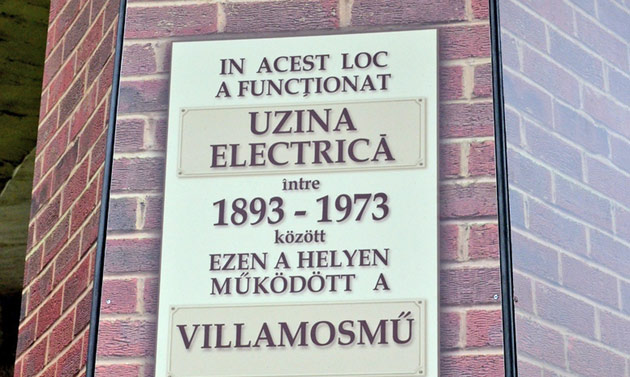 IN ACEST LOC
A FUNCȚIONAT
UZINA
ELECTRICĂ
între
1893 - 1973
között
EZEN A HELYEN
MŰKÖDÖTT A
VILLAMOSMŰ